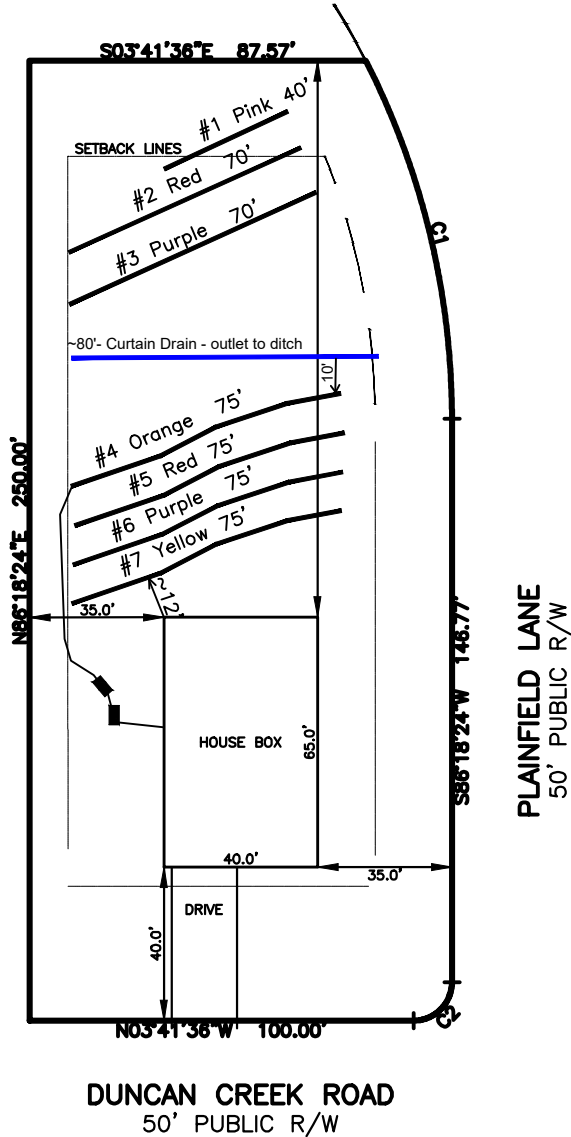 S03°41'36"E 87.57'
#1 Pink 40'
SETBACK LINES
#2 Red 70'
#3 Purple 70'
C1
~80'- Curtain Drain - outlet to ditch
10'
#4 Orange 75'
#5 Red 75'
#6 Purple 75'
#7 Yellow 75'
N86°18'24"E 250.00'
~12'
35.0'
HOUSE BOX
65.0'
S86°18'24"W 146.77'
PLAINFIELD LANE
50' PUBLIC R/W
40.0'
35.0'
DRIVE
40.0'
C2
N03°41'36"W 100.00'
DUNCAN CREEK ROAD
50' PUBLIC R/W